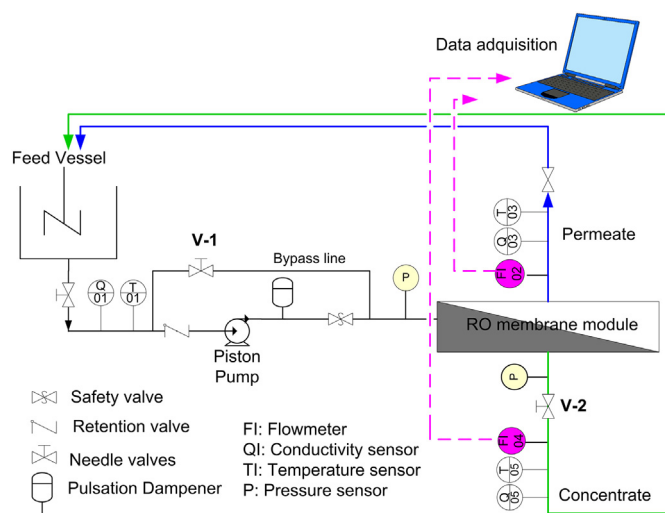 Data adquisition
Feed Vessel
V-1
Bypass line
Q
01
T
01
P
Piston
Pump
T
03
Q
03
FI
02
Permeate
RO membrane module
P
V-2
FI
04
T
05
Q
05
Concentrate
S
Safety valve
Retention valve
Needle valves
Pulsation Dampener
FI: Flowmeter
QI: Conductivity sensor
TI: Temperature sensor
P: Pressure sensor